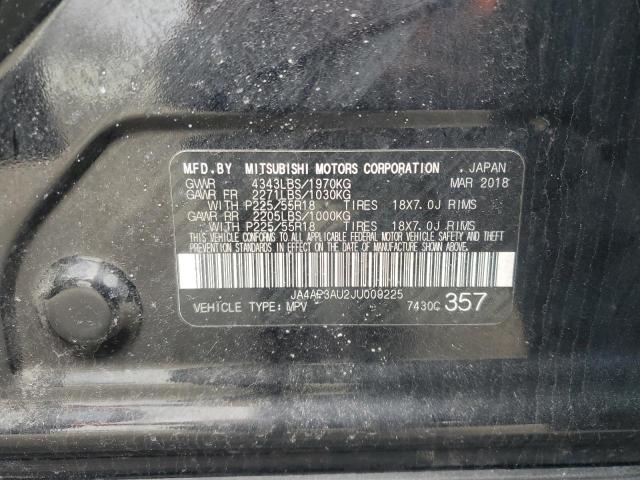 MFD.BY MITSUBISHI MOTORS CORPORATION , JAPAN
GVWR 4343LBS/1970KG MAR 2018
GAWR FR 2271LBS/1030KG
WITH P225/55R18 TIRES 18X7.0J RIMS
GAWR RR 2205LBS/1000KG
WITH P225/55R18 TIRES 18X7.0J RIMS
THIS VEHICLE CONFORMS TO ALL APPLICABLE FEDERAL MOTOR VEHICLE SAFETY AND THEFT
PREVENTION STANDARDS IN EFFECT ON THE DATE OF MANUFACTURE SHOWN ABOVE.
JA4AP3AU2JU009225
VEHICLE TYPE: MPV 7430C 357